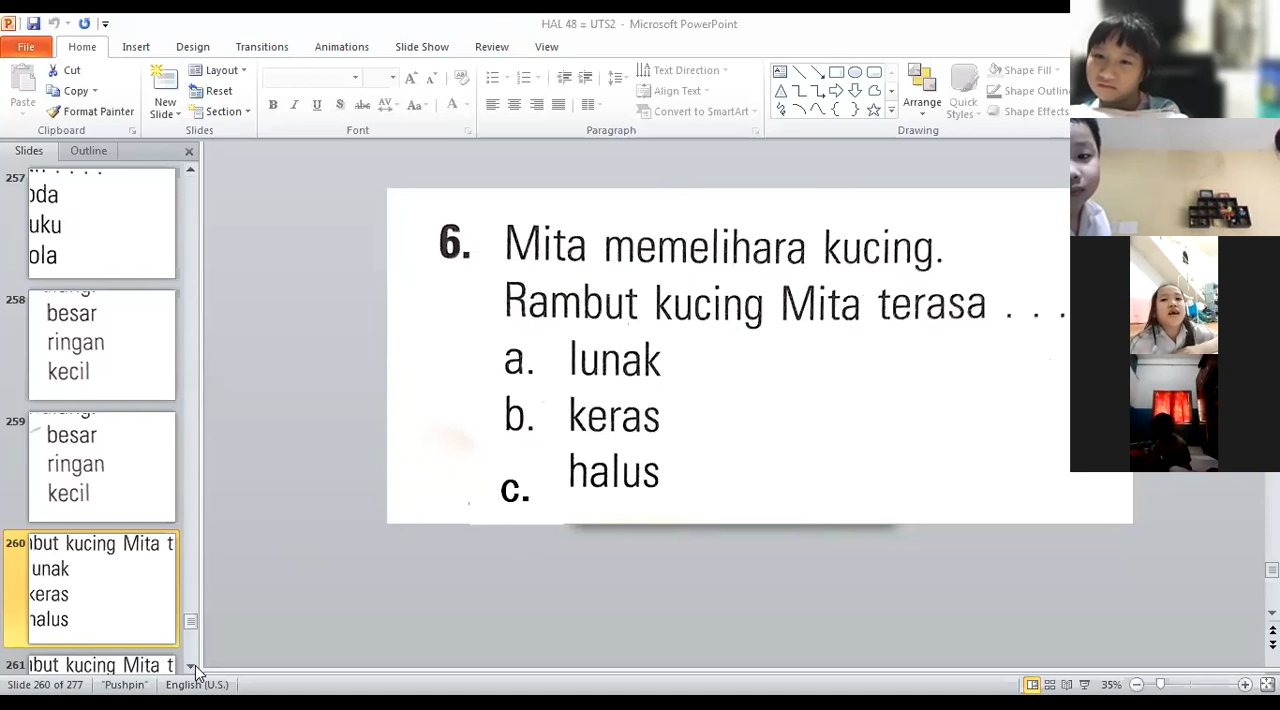 HAL 48 = UTS2 - Microsoft PowerPoint
File Home Insert Design Transitions Animations Slide Show Review View
Paste
Cut
Copy
Format Painter
Clipboard
New Slide
Layout
Reset
Section
Slides
Font
Text Direction
Align Text
Convert to SmartArt
Paragraph
Arrange
Quick Styles
Shape Fill
Shape Outlin
Shape Effects
Drawing
Slides Outline
257
oda
uku
ola
258
besar
ringan
kecil
259
besar
ringan
kecil
260
mbut kucing Mita t
lunak
keras
halus
261
mbut kucing Mita t
6. Mita memelihara kucing.
Rambut kucing Mita terasa . . .
a. lunak
b. keras
c. halus
Slide 260 of 277 "Pushpin" English (U.S.) 35%